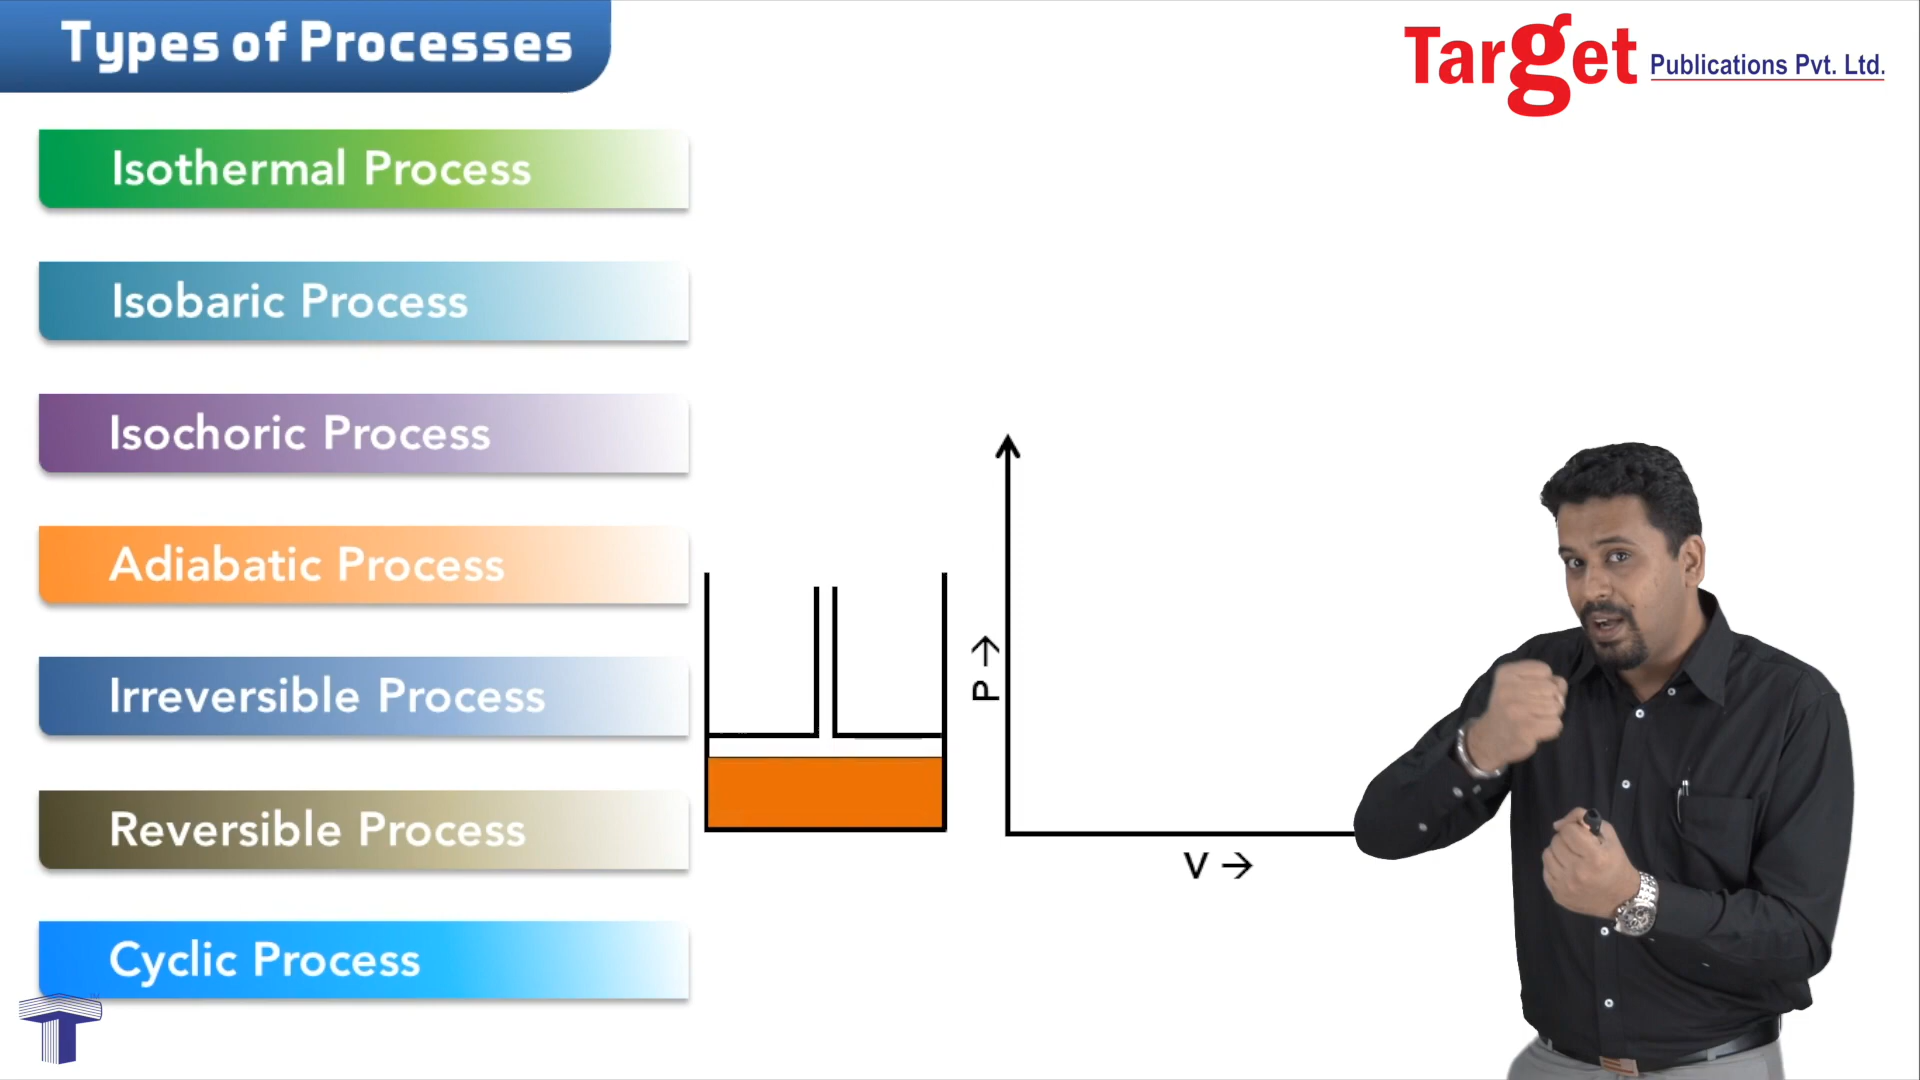 Types of Processes
Target Publications Pvt. Ltd.
Isothermal Process
Isobaric Process
Isochoric Process
Adiabatic Process
Irreversible Process
Reversible Process
Cyclic Process
P →
V →
T